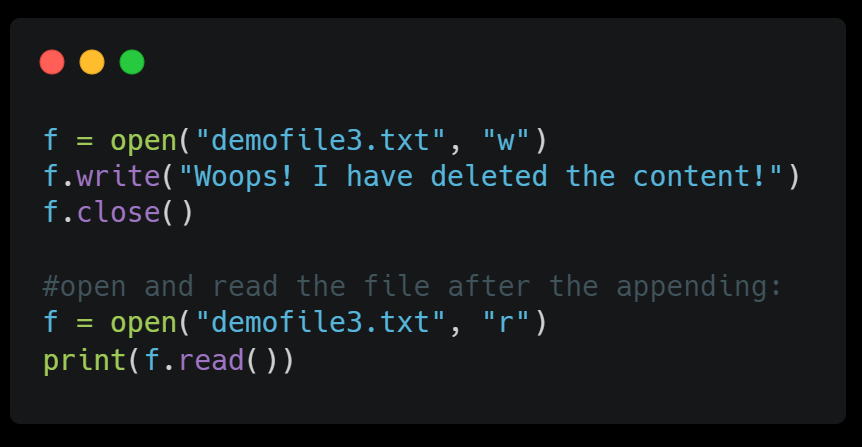 f = open("demofile3.txt", "w")
f.write("Woops! I have deleted the content!")
f.close()
#open and read the file after the appending:
f = open("demofile3.txt", "r")
print(f.read())